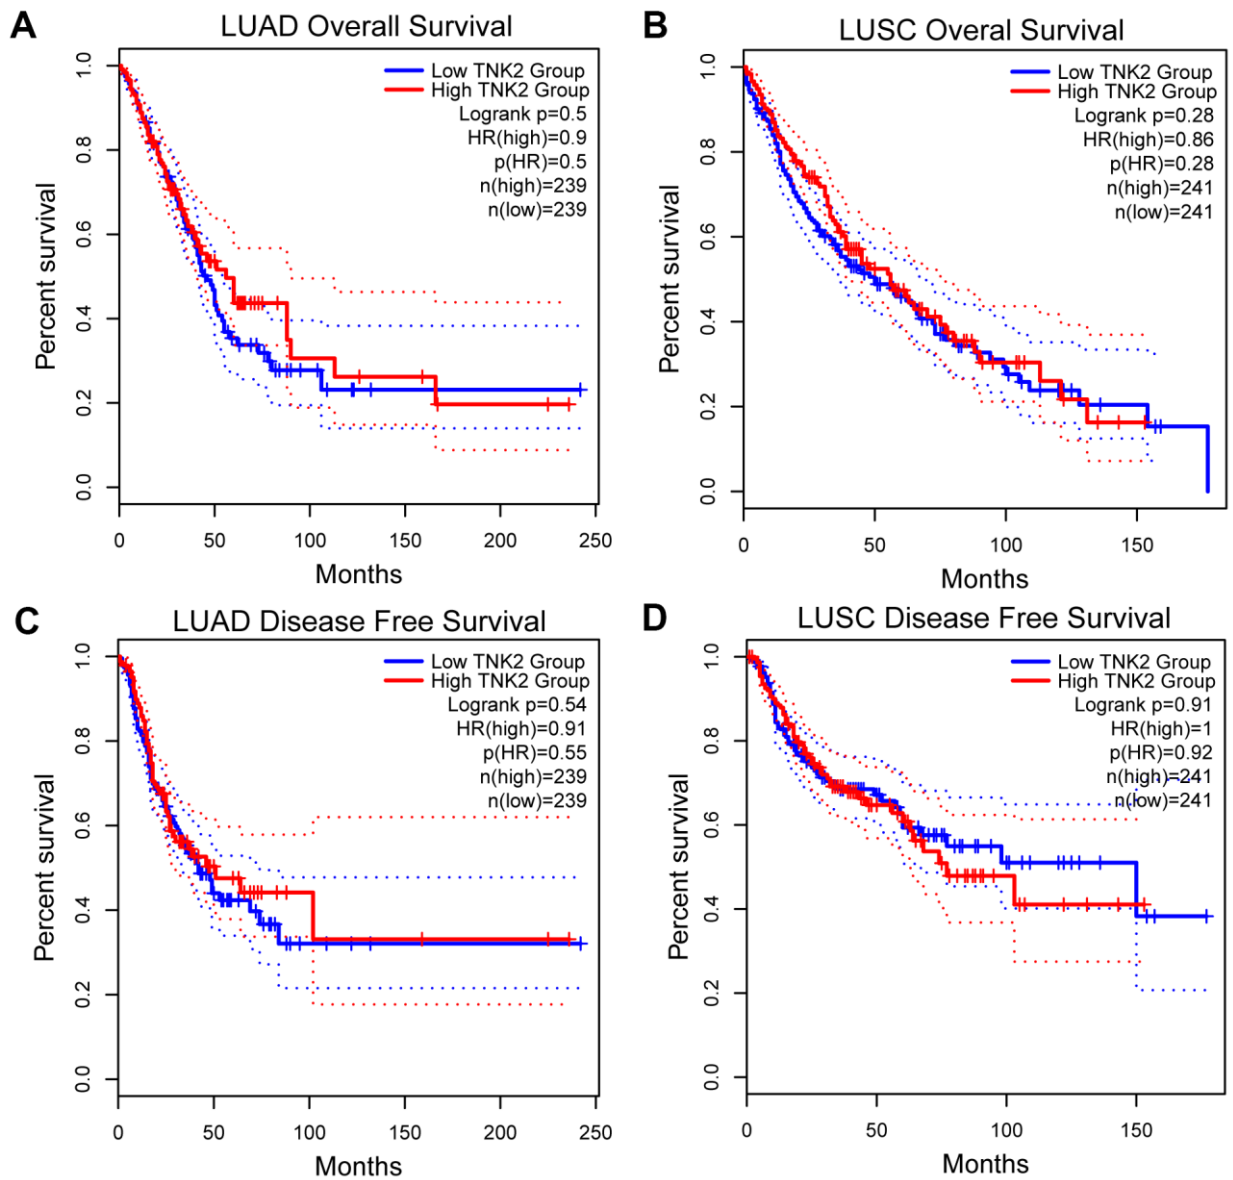 A
LUAD Overall Survival
Low TNK2 Group
High TNK2 Group
Logrank p=0.5
HR(high)=0.9
p(HR)=0.5
n(high)=239
n(low)=239
Percent survival
1.0
0.8
0.6
0.4
0.2
0.0
0 50 100 150 200 250
Months
B
LUSC Overal Survival
Low TNK2 Group
High TNK2 Group
Logrank p=0.28
HR(high)=0.86
p(HR)=0.28
n(high)=241
n(low)=241
Percent survival
1.0
0.8
0.6
0.4
0.2
0.0
0 50 100 150
Months
C
LUAD Disease Free Survival
Low TNK2 Group
High TNK2 Group
Logrank p=0.54
HR(high)=0.91
p(HR)=0.55
n(high)=239
n(low)=239
Percent survival
1.0
0.8
0.6
0.4
0.2
0.0
0 50 100 150 200 250
Months
D
LUSC Disease Free Survival
Low TNK2 Group
High TNK2 Group
Logrank p=0.91
HR(high)=1
p(HR)=0.92
n(high)=241
n(low)=241
Percent survival
1.0
0.8
0.6
0.4
0.2
0.0
0 50 100 150
Months